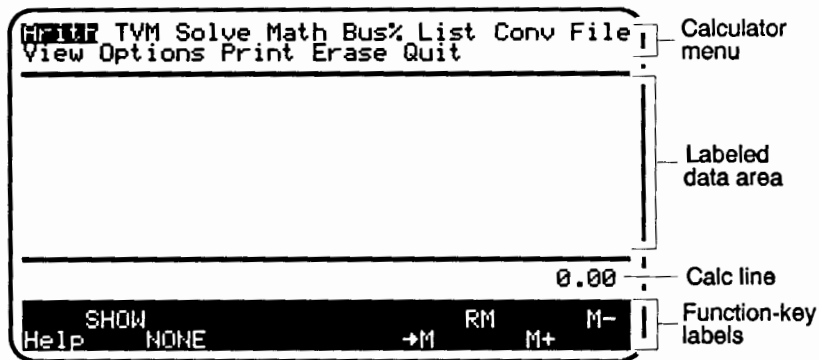 Arith TVM Solve Math Bus% List Conv File
View Options Print Erase Quit
Calculator
menu
Labeled
data area
0.00
Calc line
SHOW RM M-
Help NONE →M M+
Function-key
labels